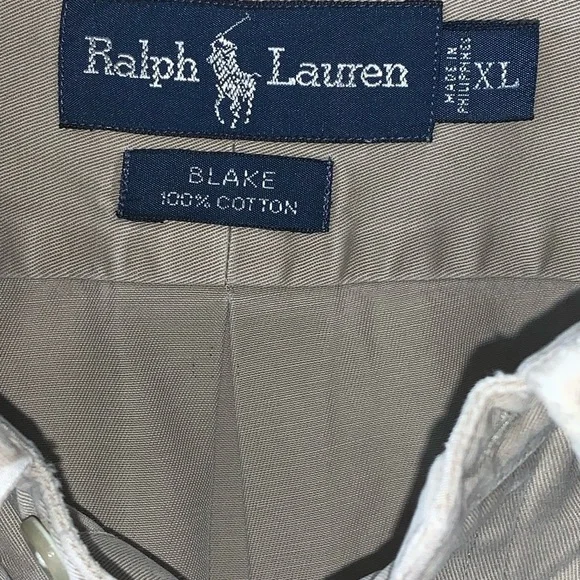 Ralph Lauren
MADE IN
PHILIPPINES
XL
BLAKE
100% COTTON